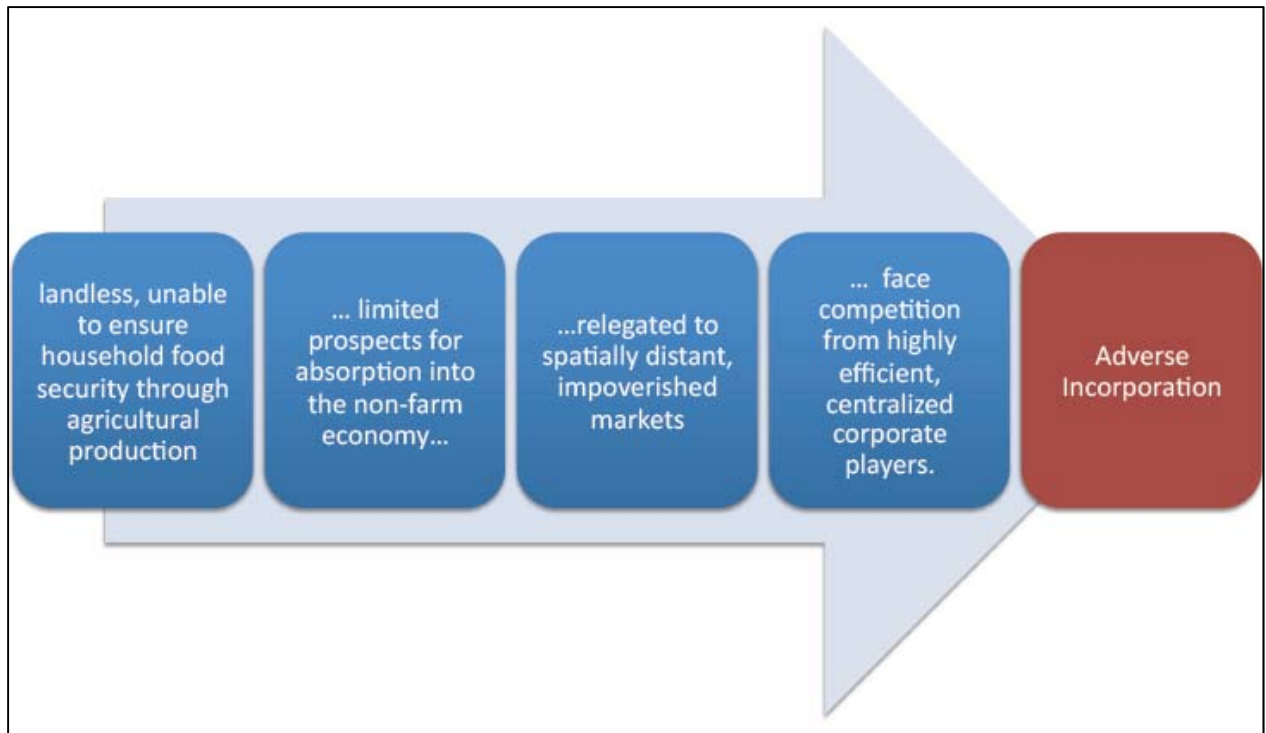 landless, unable
to ensure
household food
security through
agricultural
production
... limited
prospects for
absorption into
the non-farm
economy...
...relegated to
spatially distant,
impoverished
markets
... face
competition
from highly
efficient,
centralized
corporate
players.
Adverse
Incorporation